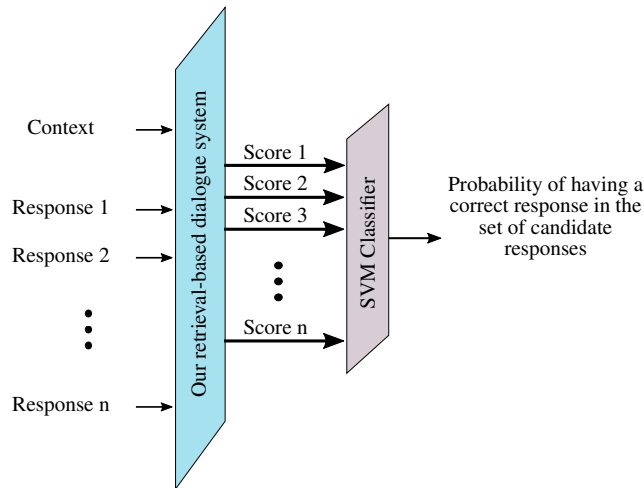 Context
Response 1
Response 2
Response n
Our retrieval-based dialogue system
Score 1
Score 2
Score 3
Score n
SVM Classifier
Probability of having a
correct response in the
set of candidate
responses